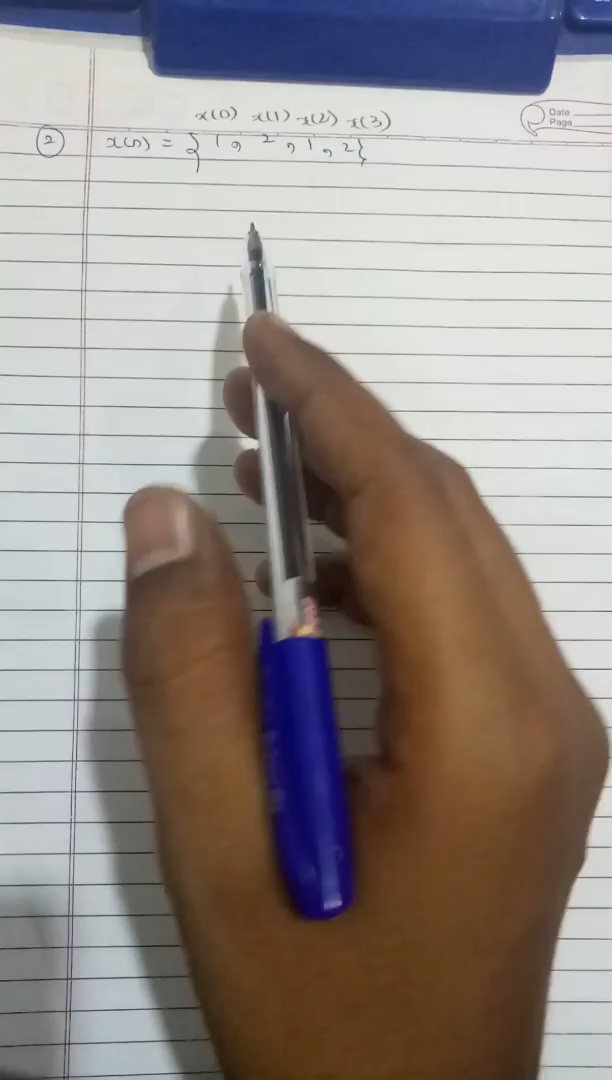 x(0) x(1) x(2) x(3)
Date
Page
2 x(n) = { 1, 2, 1, 2}